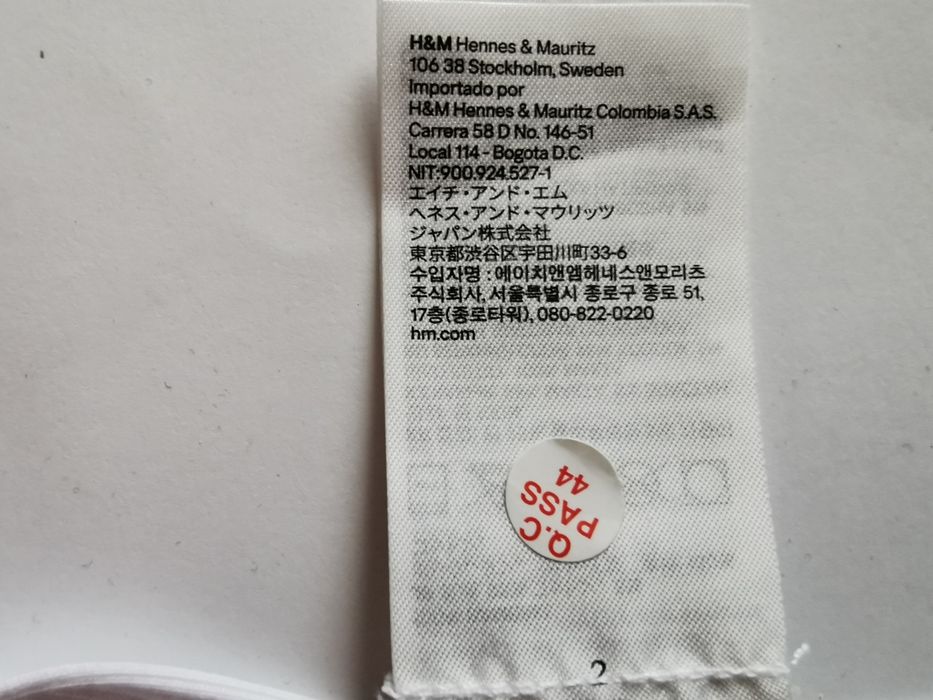 H&M Hennes & Mauritz
106 38 Stockholm, Sweden
Importado por
H&M Hennes & Mauritz Colombia S.A.S.
Carrera 58 D No. 146-51
Local 114 - Bogota D.C.
NIT:900.924.527-1
エイチ・アンド・エム
ヘネス・アンド・マウリッツ
ジャパン株式会社
東京都渋谷区宇田川町33-6
수입자명 : 에이치앤엠헤네스앤모리츠
주식회사, 서울특별시 종로구 종로 51,
17층(종로타워), 080-822-0220
hm.com
Q.C
PASS
44
2